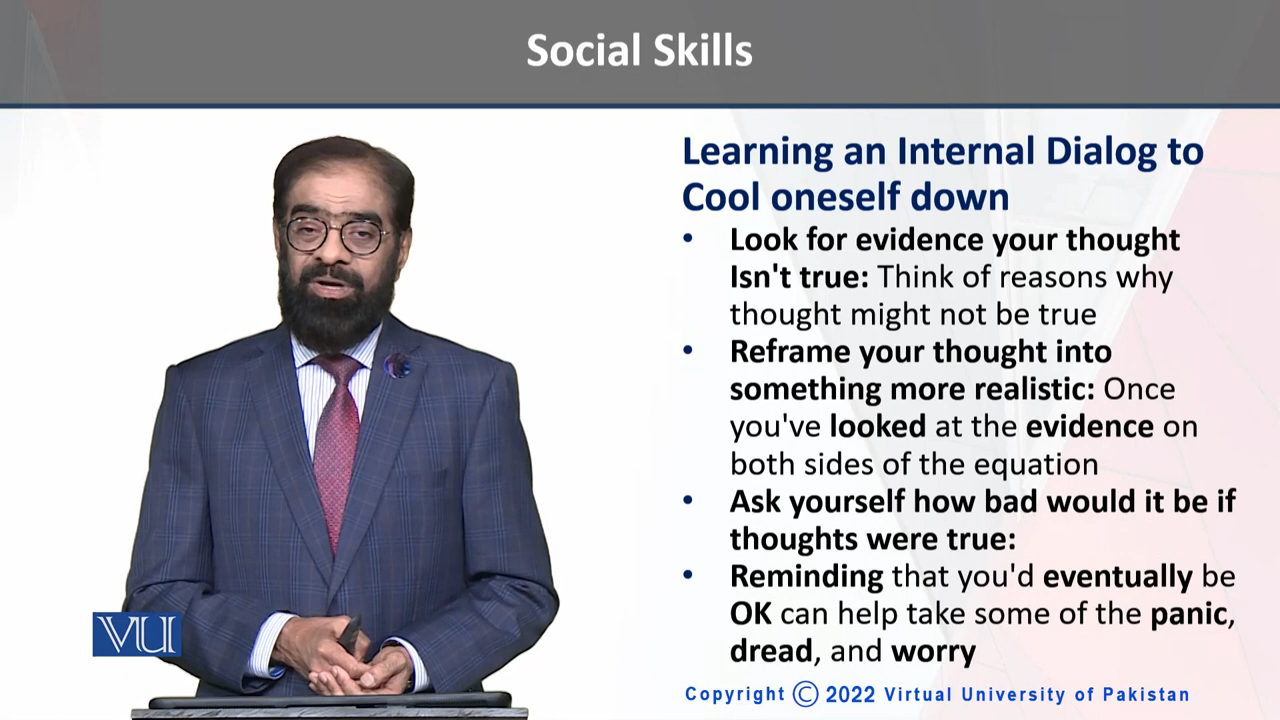 Social Skills
Learning an Internal Dialog to
Cool oneself down
• Look for evidence your thought
Isn't true: Think of reasons why
thought might not be true
• Reframe your thought into
something more realistic: Once
you've looked at the evidence on
both sides of the equation
• Ask yourself how bad would it be if
thoughts were true:
• Reminding that you'd eventually be
OK can help take some of the panic,
dread, and worry
VU
Copyright © 2022 Virtual University of Pakistan